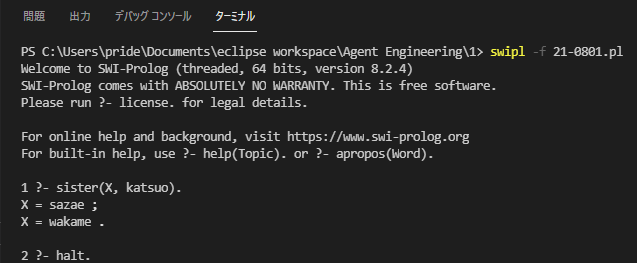 問題 出力 デバッグ コンソール ターミナル
PS C:\Users\pride\Documents\eclipse workspace\Agent Engineering\1> swipl -f 21-0801.pl
Welcome to SWI-Prolog (threaded, 64 bits, version 8.2.4)
SWI-Prolog comes with ABSOLUTELY NO WARRANTY. This is free software.
Please run ?- license. for legal details.
For online help and background, visit https://www.swi-prolog.org
For built-in help, use ?- help(Topic). or ?- apropos(Word).
1 ?- sister(X, katsuo).
X = sazae ;
X = wakame .
2 ?- halt.